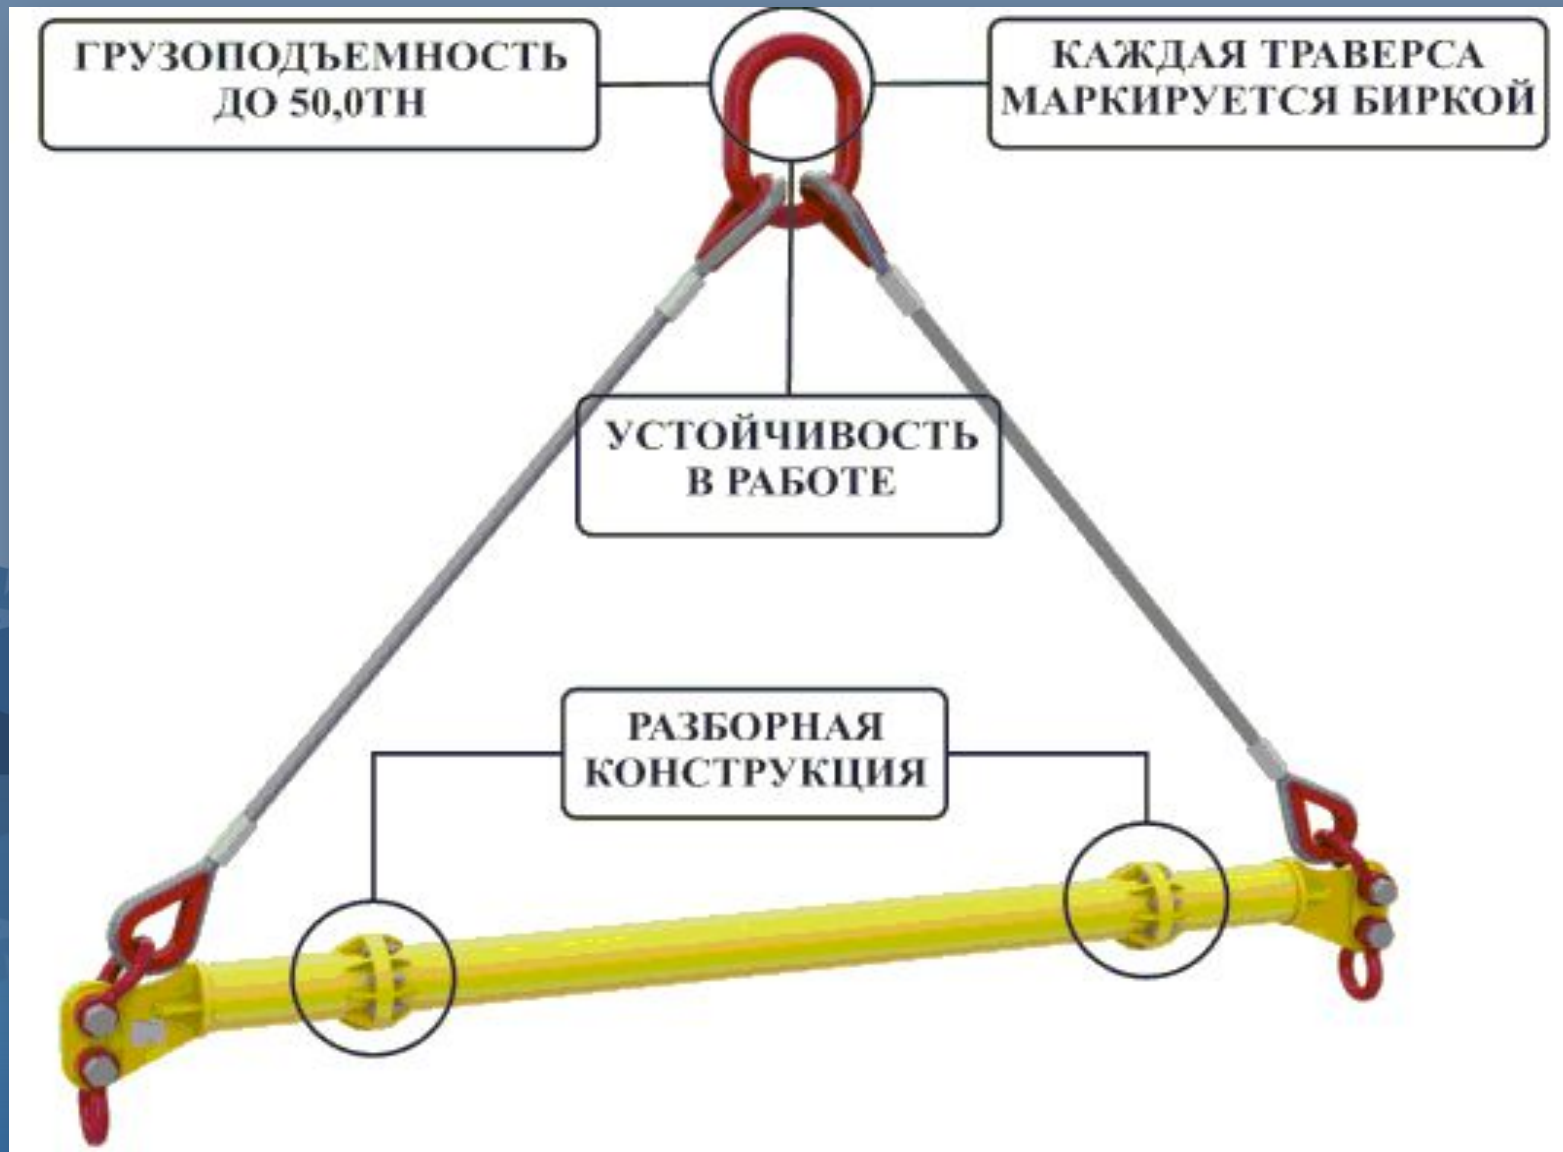 ГРУЗОПОДЪЕМНОСТЬ
ДО 50,0ТН
КАЖДАЯ ТРАВЕРСА
МАРКИРУЕТСЯ БИРКОЙ
УСТОЙЧИВОСТЬ
В РАБОТЕ
РАЗБОРНАЯ
КОНСТРУКЦИЯ